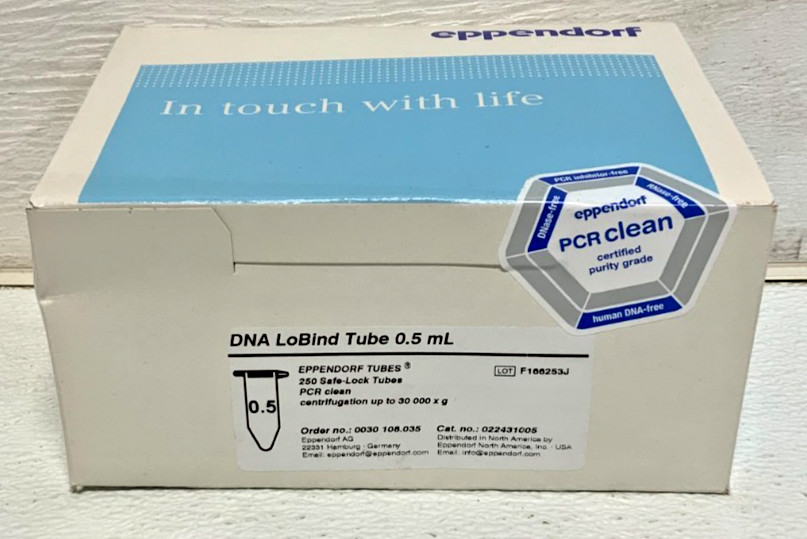 eppendorf
In touch with life
PCR inhibitor-free
DNase-free
RNase-free
eppendorf
PCR clean
certified
purity grade
human DNA-free
DNA LoBind Tube 0.5 mL
EPPENDORF TUBES ®
250 Safe-Lock Tubes
PCR clean
centrifugation up to 30 000 x g
LOT F166253J
0.5
Order no.: 0030 108.035
Eppendorf AG
22331 Hamburg · Germany
Email: eppendorf@eppendorf.com
Cat. no.: 022431005
Distributed in North America by
Eppendorf North America, Inc. · USA
Email: info@eppendorf.com